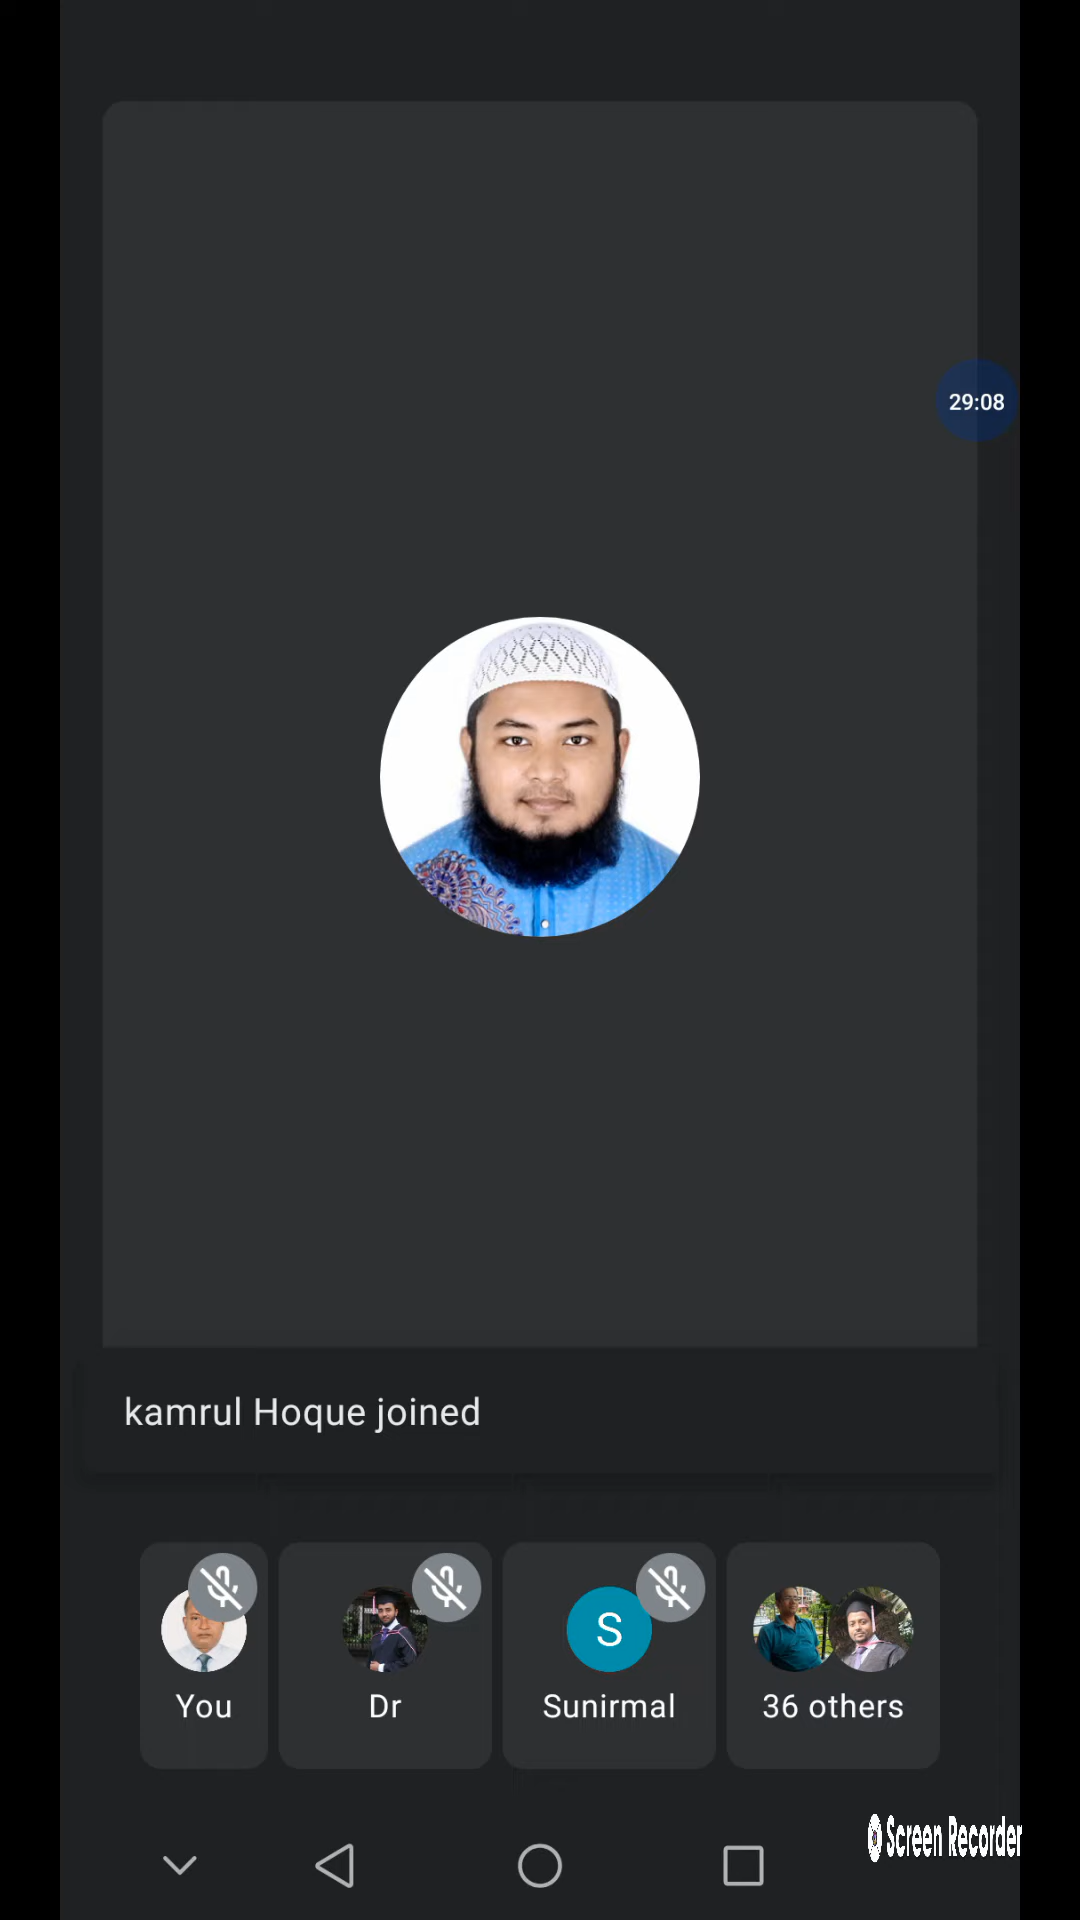 29:08
kamrul Hoque joined
You
Dr
S
Sunirmal
36 others
Screen Recorder